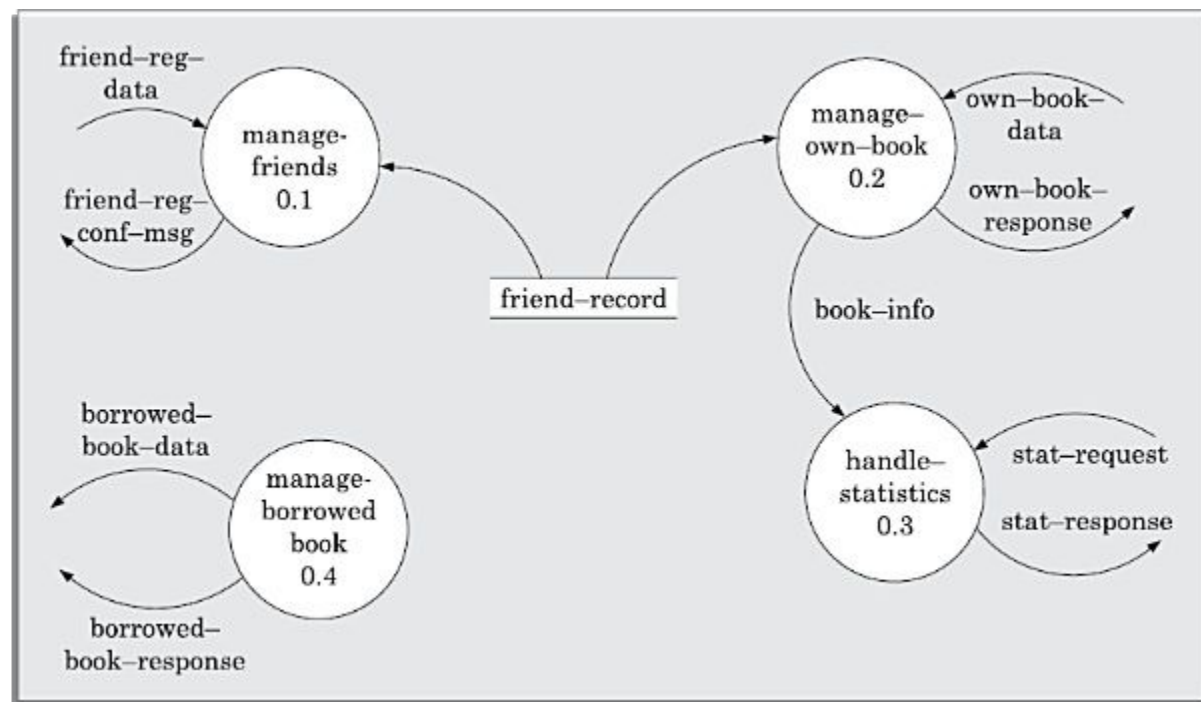 friend–reg–
data
manage-
friends
0.1
friend–reg–
conf–msg
manage–
own–book
0.2
own–book–
data
own–book–
response
friend–record
book–info
borrowed–
book–data
manage-
borrowed
book
0.4
borrowed–
book–response
handle–
statistics
0.3
stat–request
stat–response